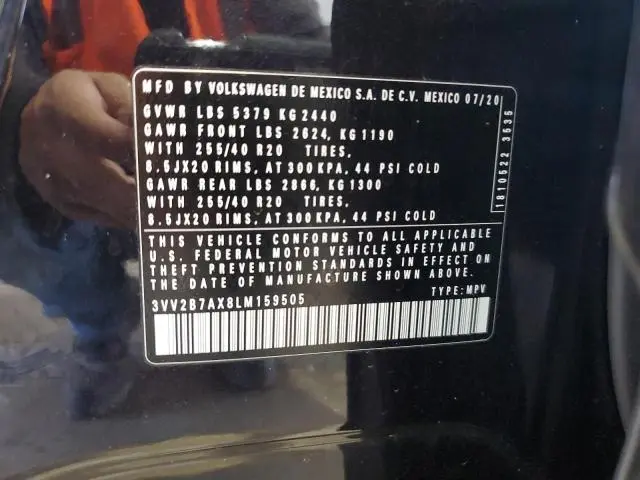 MFD BY VOLKSWAGEN DE MEXICO S.A. DE C.V. MEXICO 07/20
GVWR LBS 5379 KG 2440
GAWR FRONT LBS 2624, KG 1190
WITH 255/40 R20 TIRES,
8.5JX20 RIMS, AT 300 KPA, 44 PSI COLD
GAWR REAR LBS 2866, KG 1300
WITH 255/40 R20 TIRES,
8.5JX20 RIMS, AT 300 KPA, 44 PSI COLD
THIS VEHICLE CONFORMS TO ALL APPLICABLE
U.S. FEDERAL MOTOR VEHICLE SAFETY AND
THEFT PREVENTION STANDARDS IN EFFECT ON
THE DATE OF MANUFACTURE SHOWN ABOVE.
3VV2B7AX8LM159505 TYPE: MPV
1810522 3535